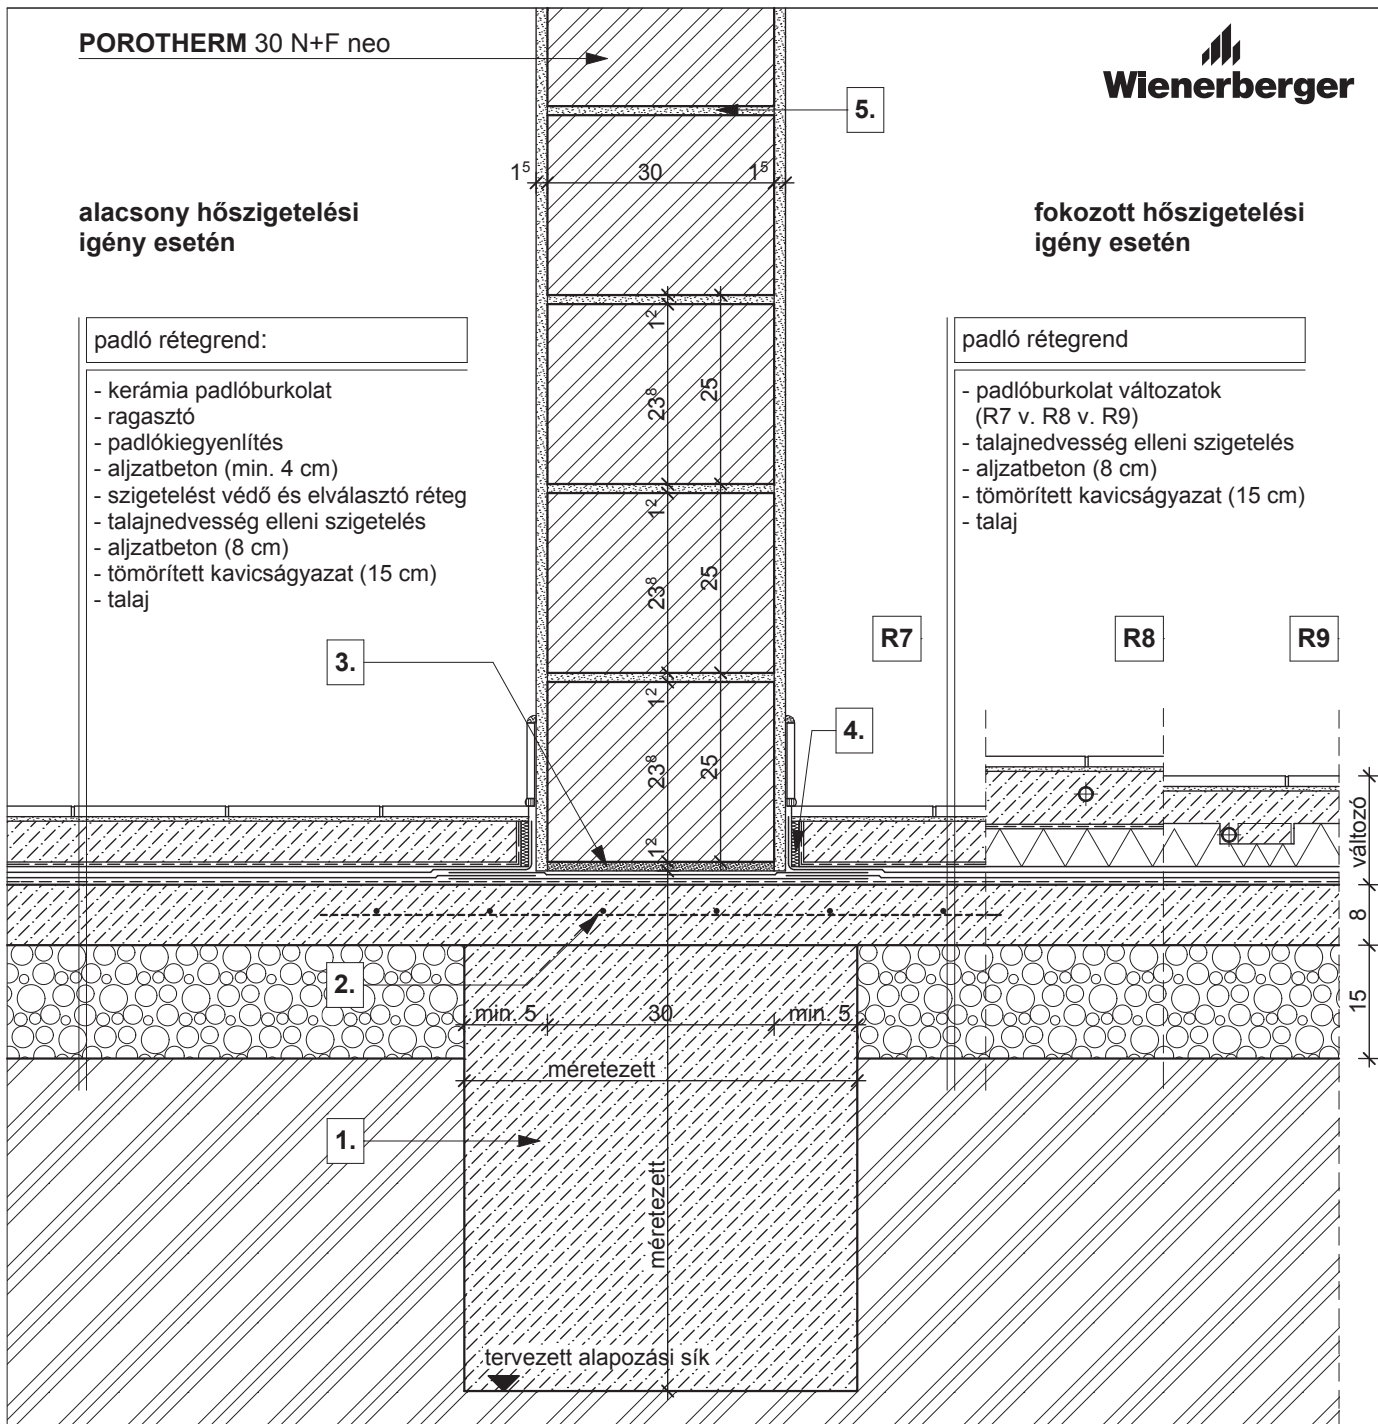 POROTHERM 30 N+F neo
Wienerberger
5.
1⁵ 30 1⁵
alacsony hőszigetelési
igény esetén
fokozott hőszigetelési
igény esetén
padló rétegrend:
- kerámia padlóburkolat
- ragasztó
- padlókiegyenlítés
- aljzatbeton (min. 4 cm)
- szigetelést védő és elválasztó réteg
- talajnedvesség elleni szigetelés
- aljzatbeton (8 cm)
- tömörített kavicságyazat (15 cm)
- talaj
padló rétegrend
- padlóburkolat változatok
(R7 v. R8 v. R9)
- talajnedvesség elleni szigetelés
- aljzatbeton (8 cm)
- tömörített kavicságyazat (15 cm)
- talaj
1²
23⁸ 25
1²
23⁸ 25
1²
23⁸ 25
1²
R7
R8
R9
3.
4.
változó
8
15
2.
min. 5 30 min. 5
méretezett
1.
méretezett
tervezett alapozási sík